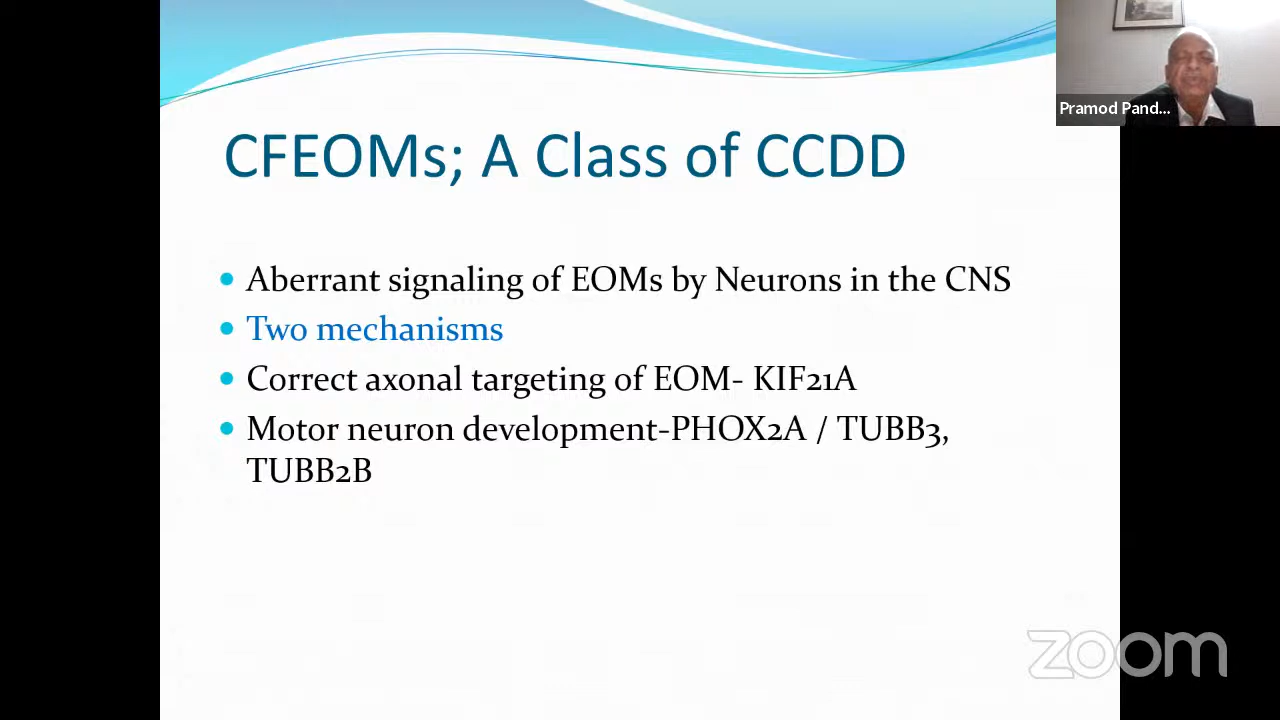 Pramod Pand...
CFEOMs; A Class of CCDD
Aberrant signaling of EOMs by Neurons in the CNS
Two mechanisms
Correct axonal targeting of EOM- KIF21A
Motor neuron development-PHOX2A / TUBB3,
TUBB2B
zoom